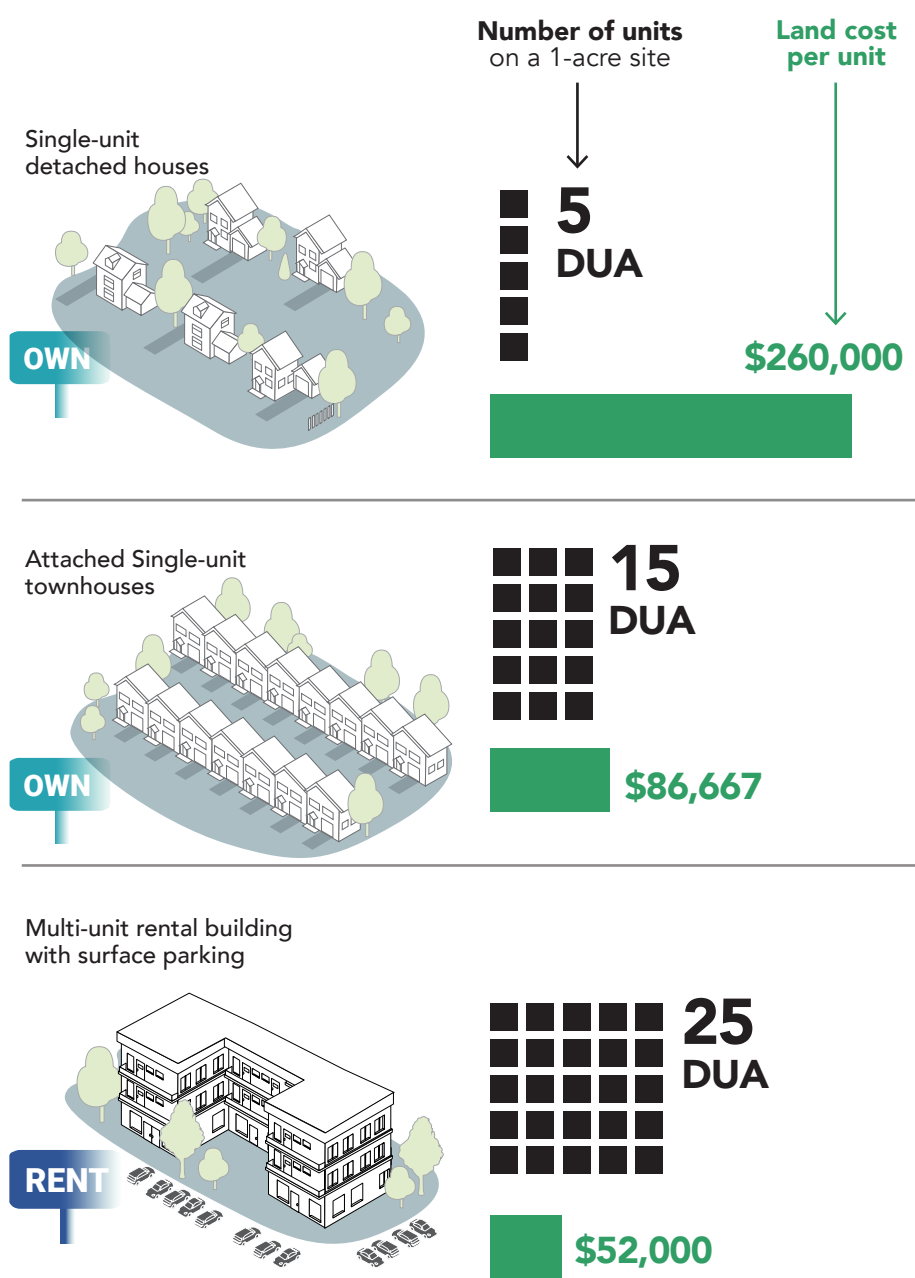 Number of units
on a 1-acre site
Land cost
per unit
Single-unit
detached houses
5
DUA
OWN
$260,000
Attached Single-unit
townhouses
15
DUA
OWN
$86,667
Multi-unit rental building
with surface parking
25
DUA
RENT
$52,000